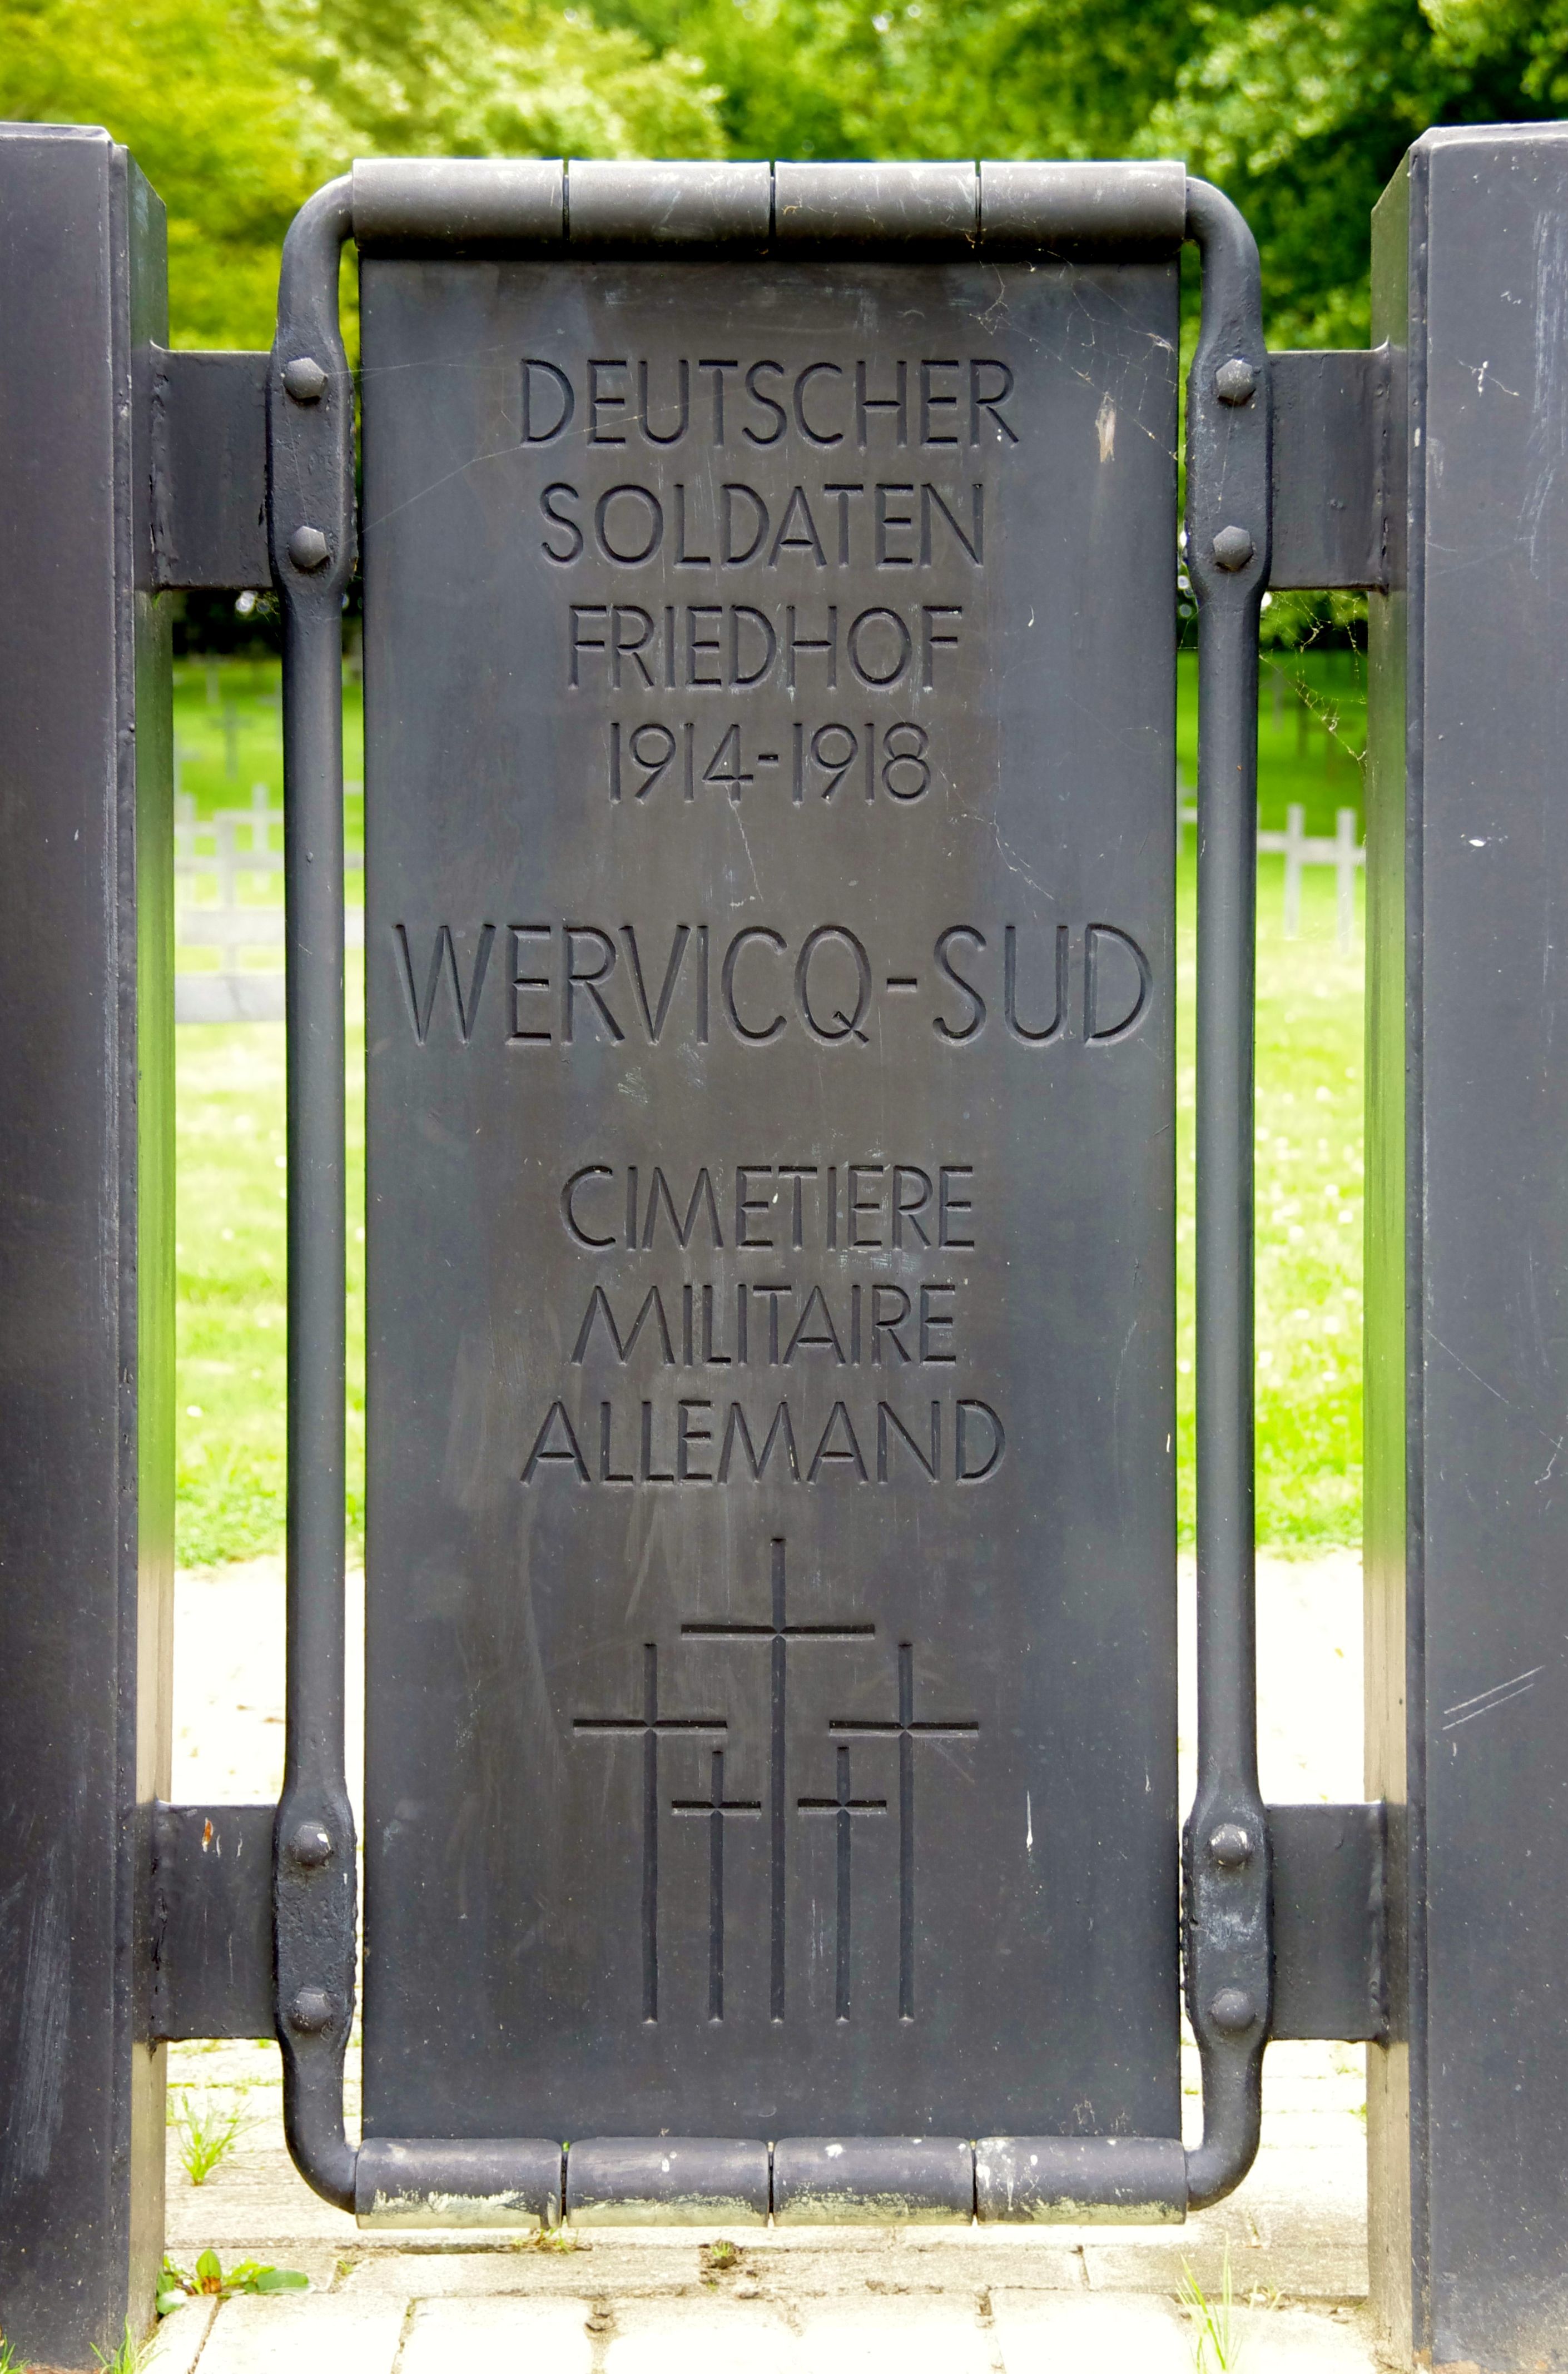 DEUTSCHER
SOLDATEN
FRIEDHOF
1914-1918
WERVICQ-SUD
CIMETIERE
MILITAIRE
ALLEMAND